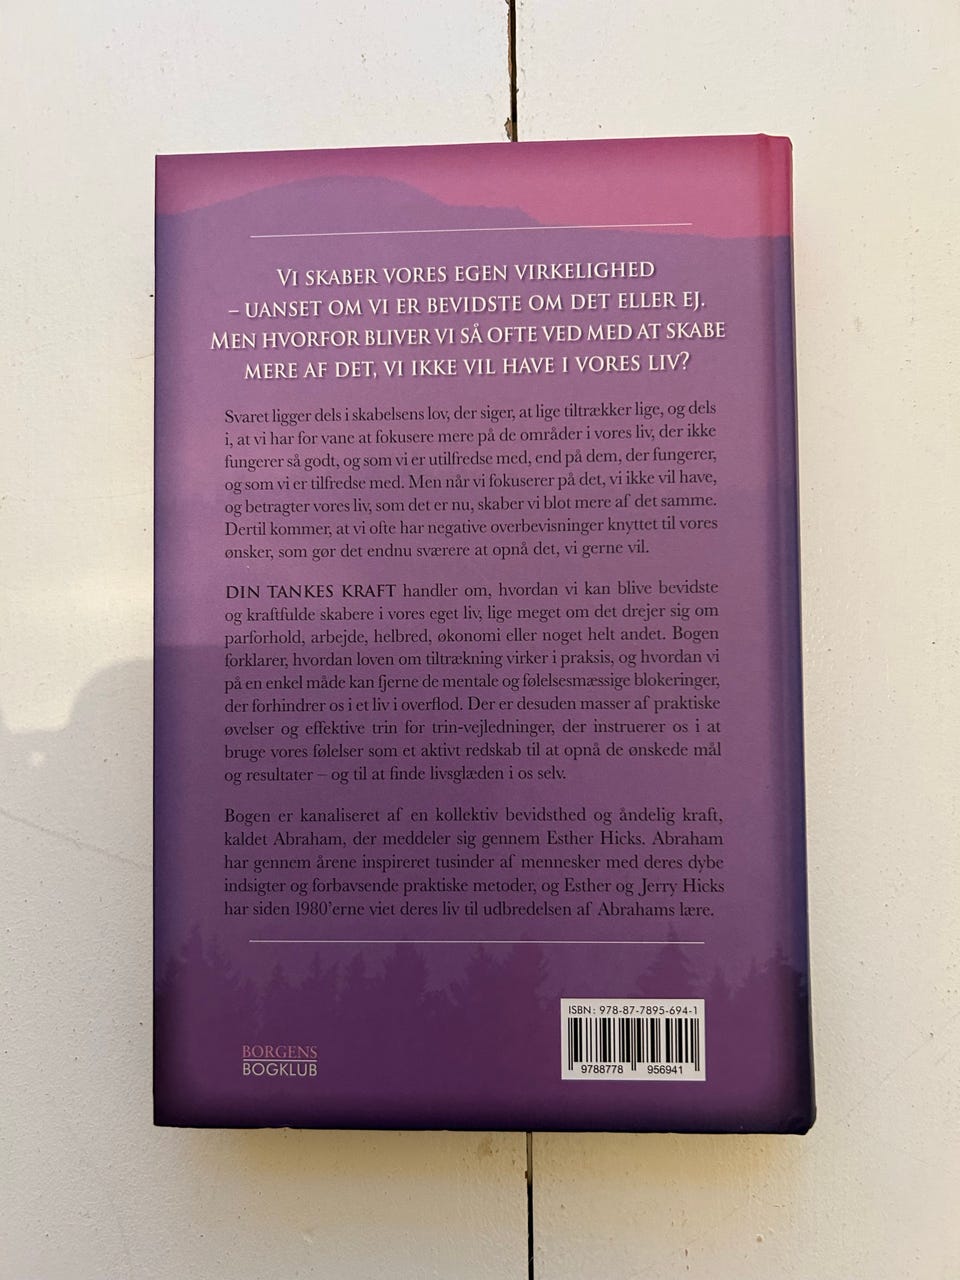 VI SKABER VORES EGEN VIRKELIGHED
– UANSET OM VI ER BEVIDSTE OM DET ELLER EJ.
MEN HVORFOR BLIVER VI SÅ OFTE VED MED AT SKABE
MERE AF DET, VI IKKE VIL HAVE I VORES LIV?
Svaret ligger dels i skabelsens lov, der siger, at lige tiltrækker lige, og dels
i, at vi har for vane at fokusere mere på de områder i vores liv, der ikke
fungerer så godt, og som vi er utilfredse med, end på dem, der fungerer,
og som vi er tilfredse med. Men når vi fokuserer på det, vi ikke vil have,
og betragter vores liv, som det er nu, skaber vi blot mere af det samme.
Dertil kommer, at vi ofte har negative overbevisninger knyttet til vores
ønsker, som gør det endnu sværere at opnå det, vi gerne vil.
DIN TANKES KRAFT handler om, hvordan vi kan blive bevidste
og kraftfulde skabere i vores eget liv, lige meget om det drejer sig om
parforhold, arbejde, helbred, økonomi eller noget helt andet. Bogen
forklarer, hvordan loven om tiltrækning virker i praksis, og hvordan vi
på en enkel måde kan fjerne de mentale og følelsesmæssige blokeringer,
der forhindrer os i et liv i overflod. Der er desuden masser af praktiske
øvelser og effektive trin for trin-vejledninger, der instruerer os i at
bruge vores følelser som et aktivt redskab til at opnå de ønskede mål
og resultater – og til at finde livsglæden i os selv.
Bogen er kanaliseret af en kollektiv bevidsthed og åndelig kraft,
kaldet Abraham, der meddeler sig gennem Esther Hicks. Abraham
har gennem årene inspireret tusinder af mennesker med deres dybe
indsigter og forbavsende praktiske metoder, og Esther og Jerry Hicks
har siden 1980'erne viet deres liv til udbredelsen af Abrahams lære.
BORGENS
BOGKLUB
ISBN: 978-87-7895-694-1
9788778 956941